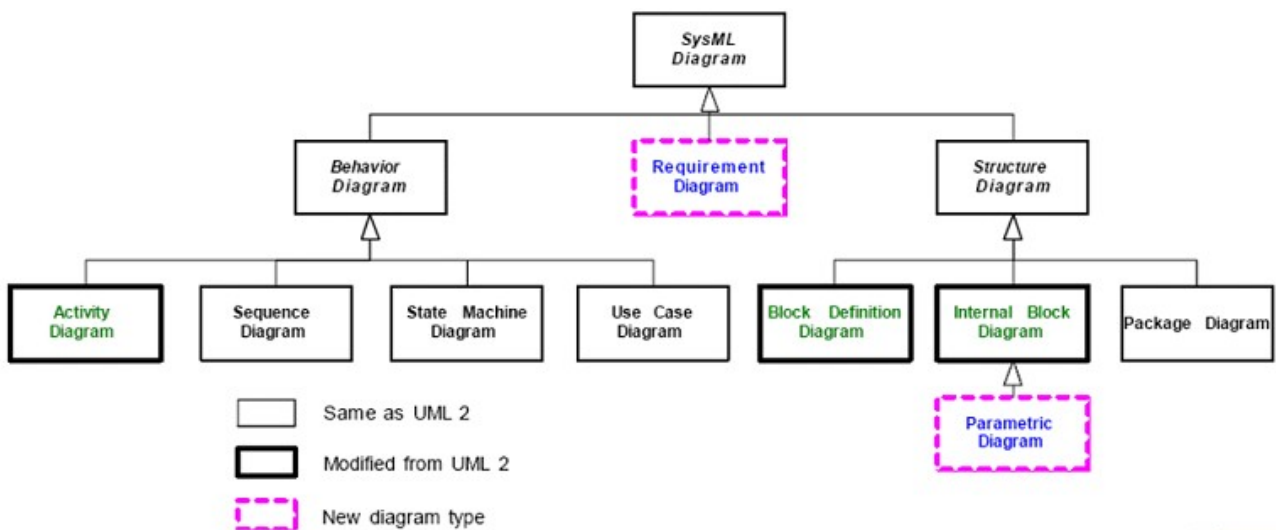 SysML
Diagram
Behavior
Diagram
Requirement
Diagram
Structure
Diagram
Activity
Diagram
Sequence
Diagram
State Machine
Diagram
Use Case
Diagram
Block Definition
Diagram
Internal Block
Diagram
Package Diagram
Parametric
Diagram
Same as UML 2
Modified from UML 2
New diagram type